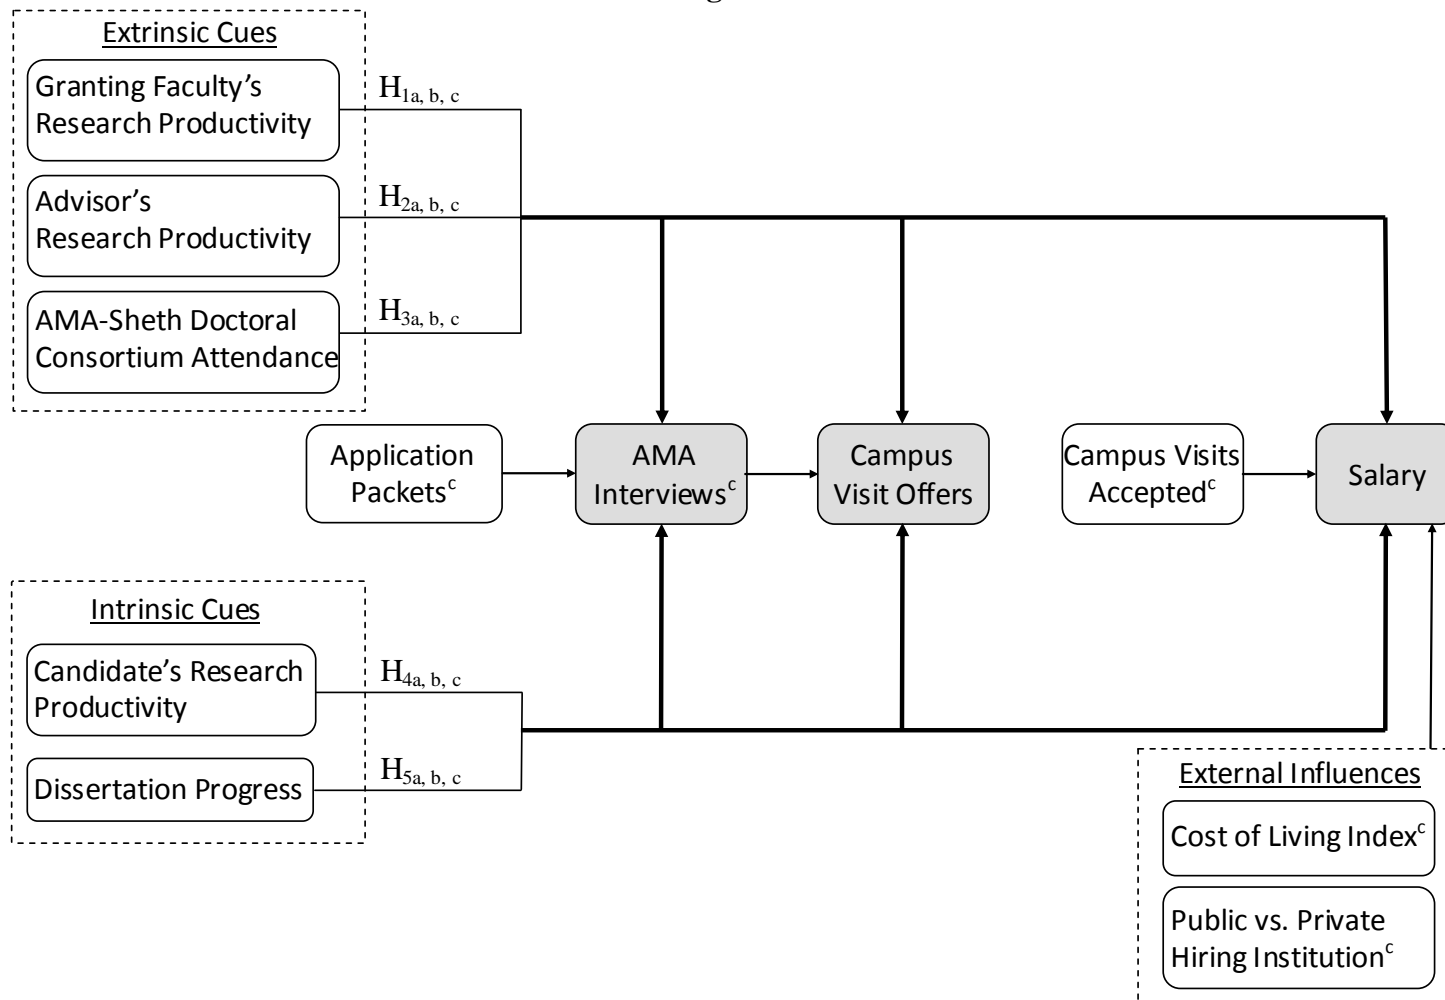 g
Extrinsic Cues
Granting Faculty’s
Research Productivity
H1a, b, c
Advisor’s
Research Productivity
H2a, b, c
AMA-Sheth Doctoral
Consortium Attendance
H3a, b, c
Application
Packetsc
AMA
Interviewsc
Campus
Visit Offers
Campus Visits
Acceptedc
Salary
Intrinsic Cues
Candidate’s Research
Productivity
H4a, b, c
Dissertation Progress
H5a, b, c
External Influences
Cost of Living Indexc
Public vs. Private
Hiring Institutionc